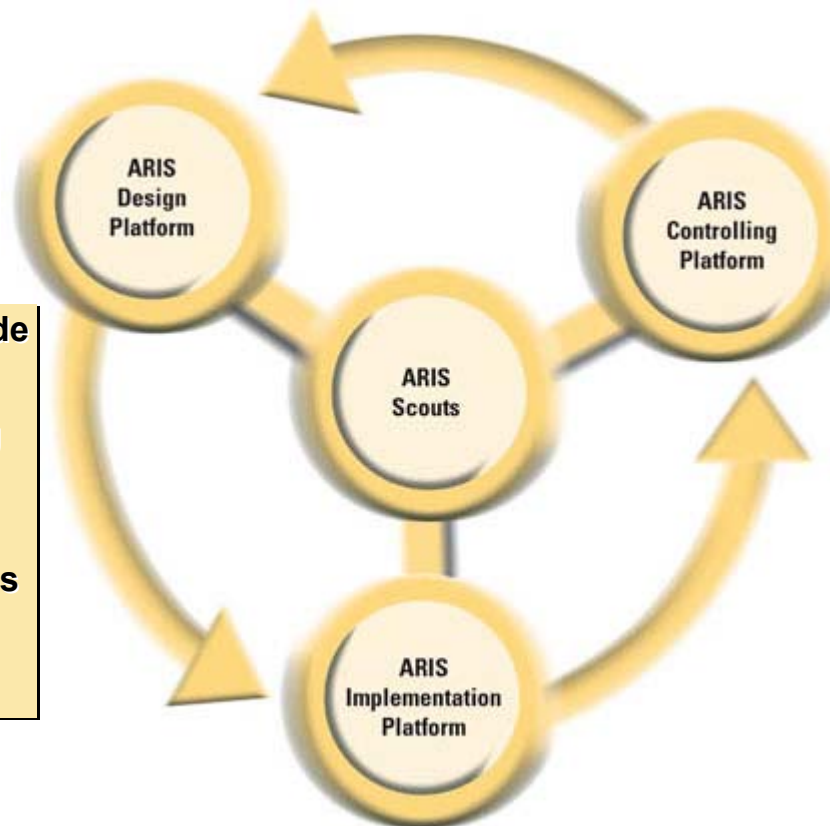 ARIS
Design
Platform
ARIS
Controlling
Platform
ARIS
Scouts
ARIS
Implementation
Platform